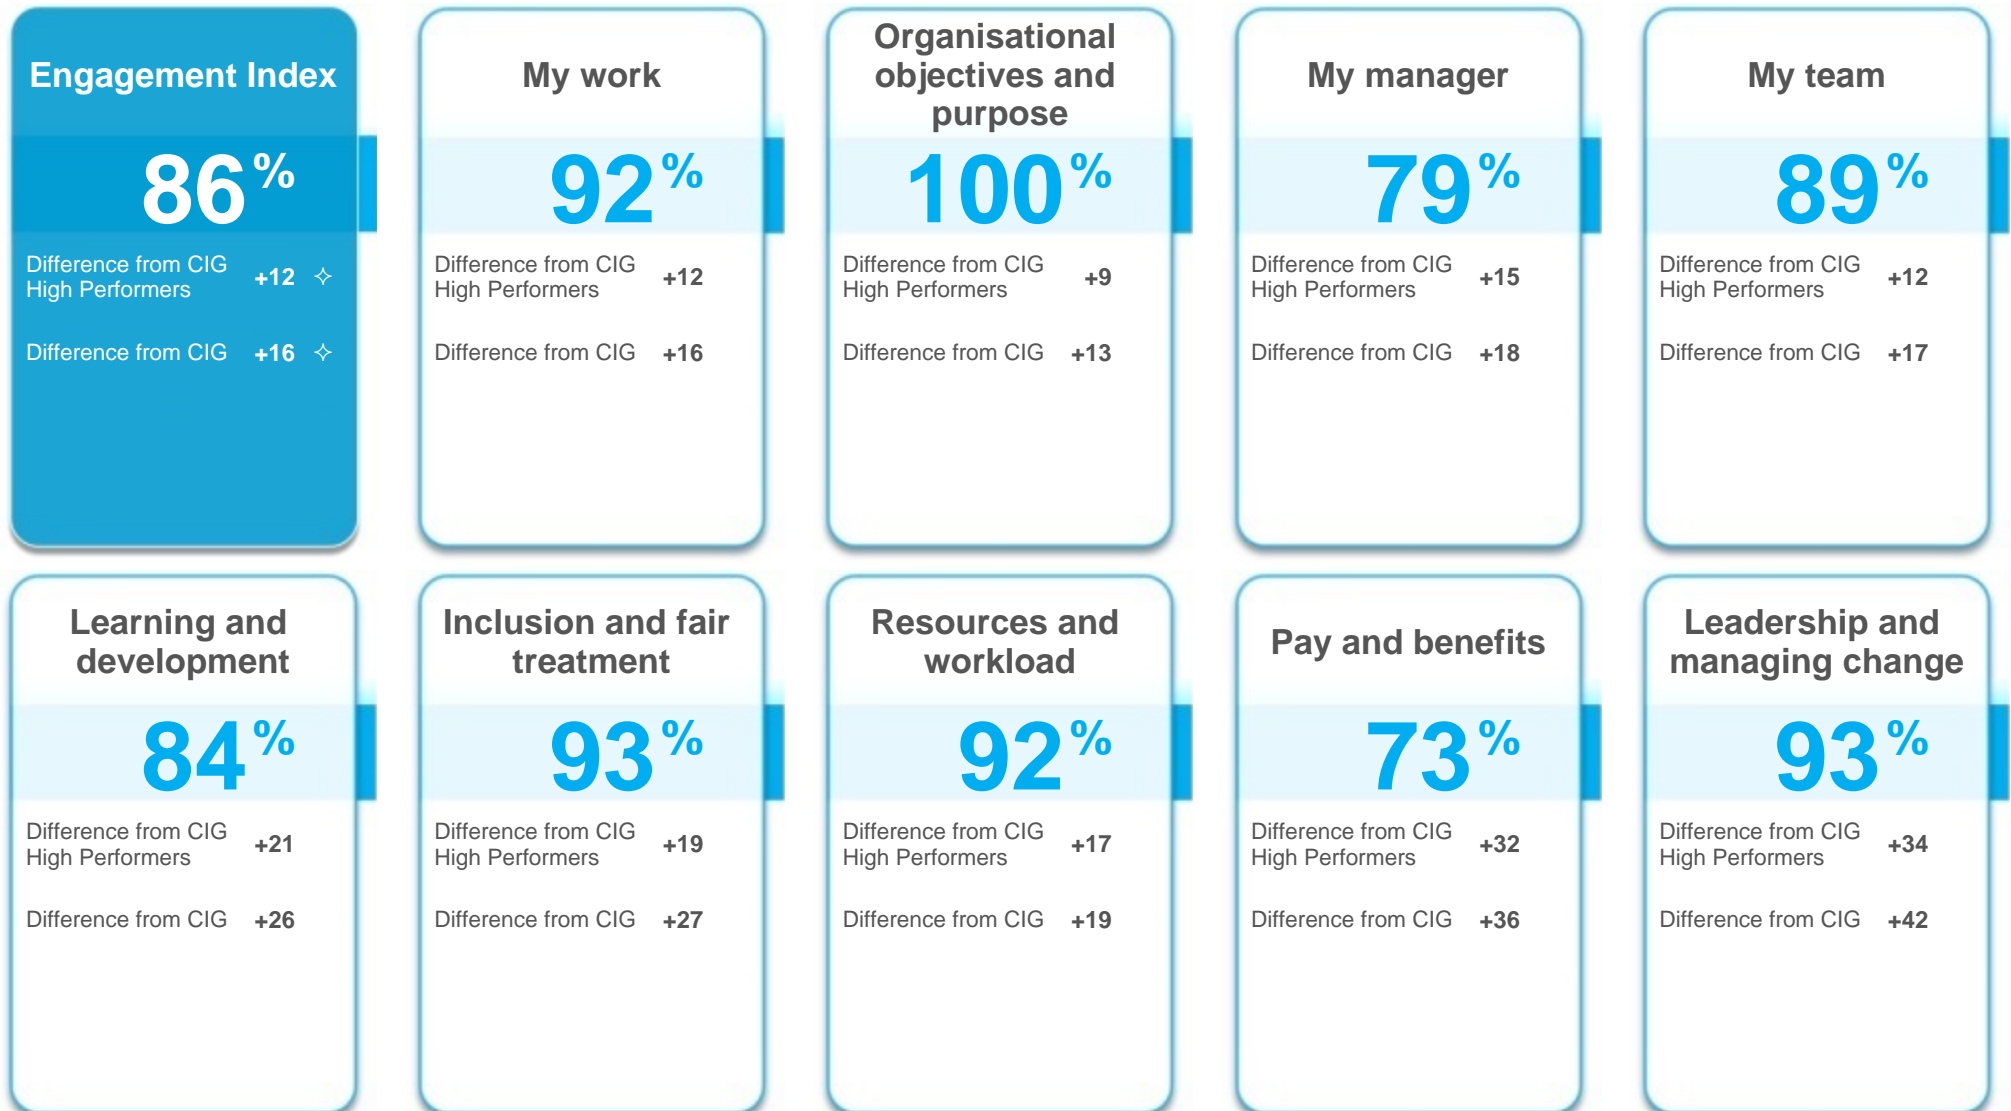 Engagement Index
86%
Difference from CIG
High Performers
+12 ✧
Difference from CIG +16 ✧
My work
92%
Difference from CIG
High Performers
+12
Difference from CIG +16
Organisational
objectives and
purpose
100%
Difference from CIG
High Performers
+9
Difference from CIG +13
My manager
79%
Difference from CIG
High Performers
+15
Difference from CIG +18
My team
89%
Difference from CIG
High Performers
+12
Difference from CIG +17
Learning and
development
84%
Difference from CIG
High Performers
+21
Difference from CIG +26
Inclusion and fair
treatment
93%
Difference from CIG
High Performers
+19
Difference from CIG +27
Resources and
workload
92%
Difference from CIG
High Performers
+17
Difference from CIG +19
Pay and benefits
73%
Difference from CIG
High Performers
+32
Difference from CIG +36
Leadership and
managing change
93%
Difference from CIG
High Performers
+34
Difference from CIG +42